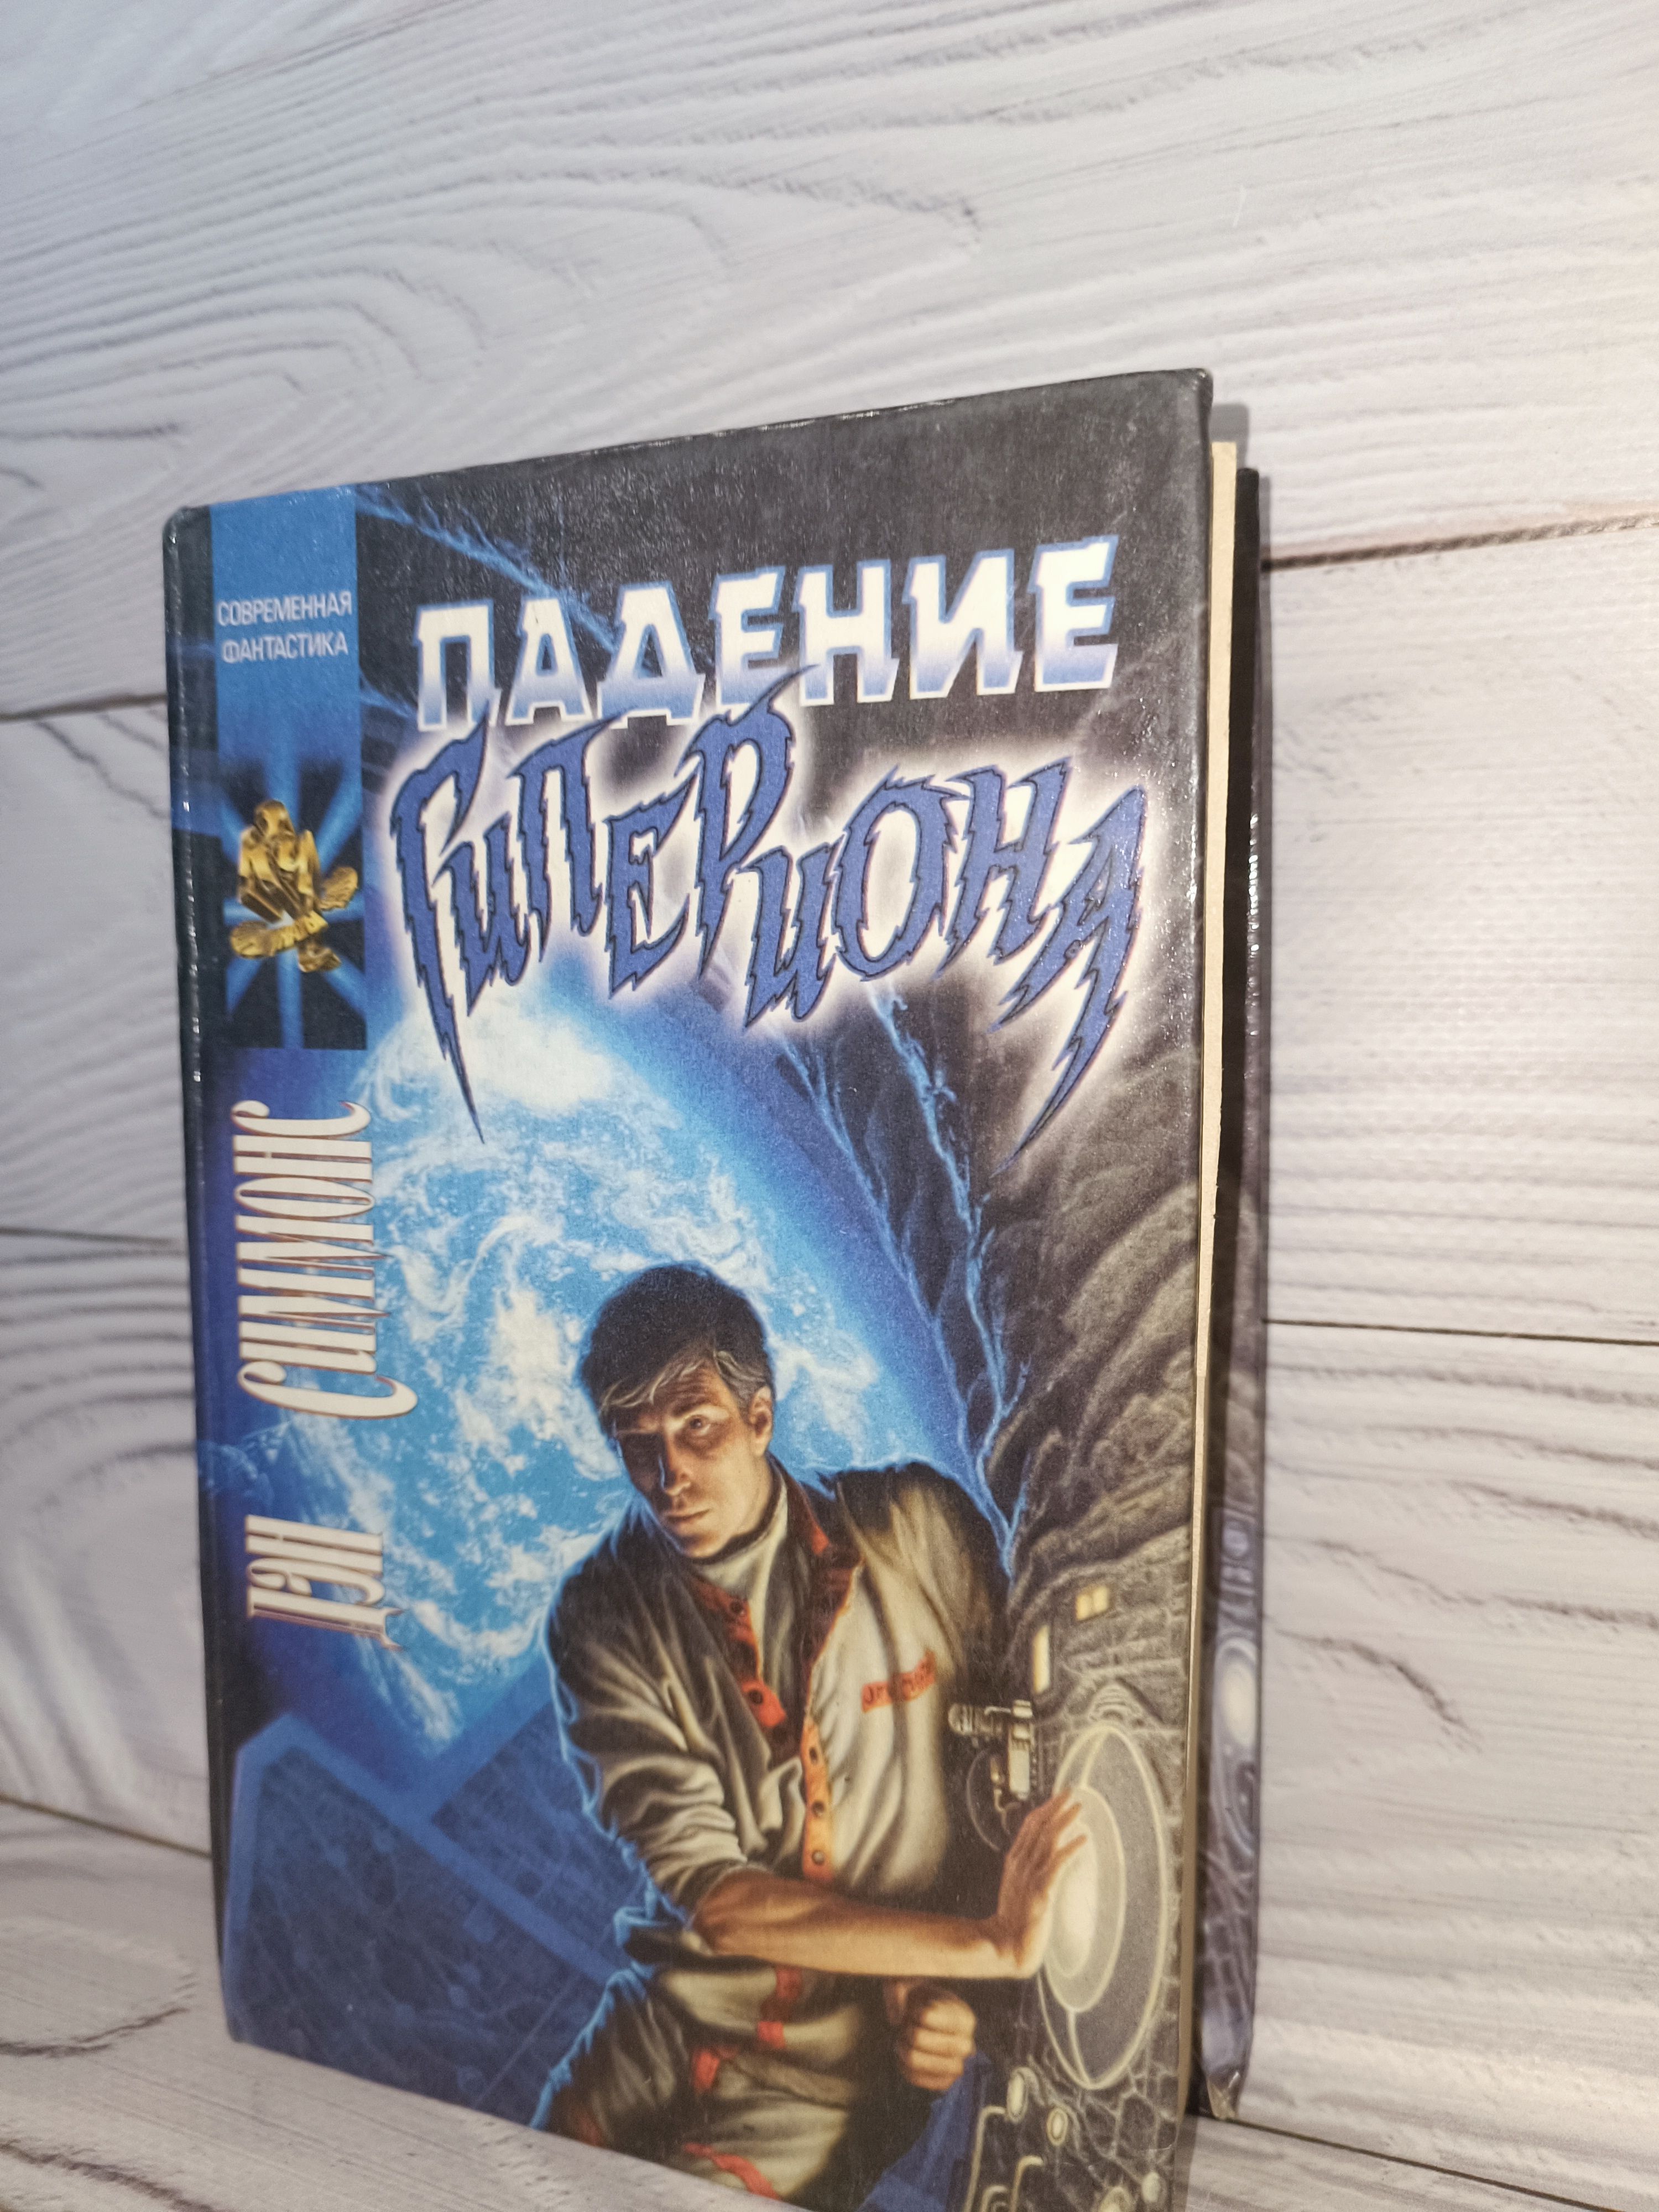 СОВРЕМЕННАЯ
ФАНТАСТИКА
ПАДЕНИЕ
ГИПЕРИОНА
ДЭН СИММОНС